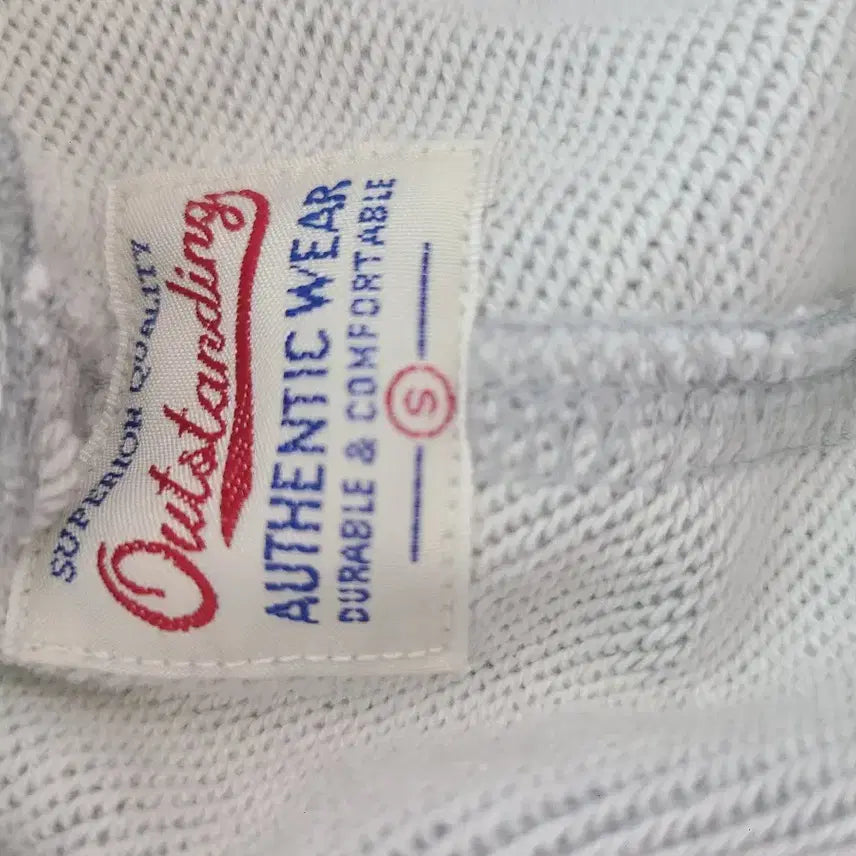 SUPERIOR QUALITY
Outstanding
AUTHENTIC WEAR
DURABLE & COMFORTABLE
S